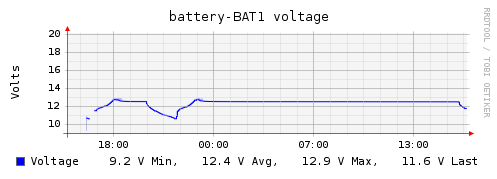 battery-BAT1 voltage
RRDTOOL / TOBI OETIKER
Volts
20
18
16
14
12
10
18:00 00:00 07:00 13:00
Voltage 9.2 V Min, 12.4 V Avg, 12.9 V Max, 11.6 V Last